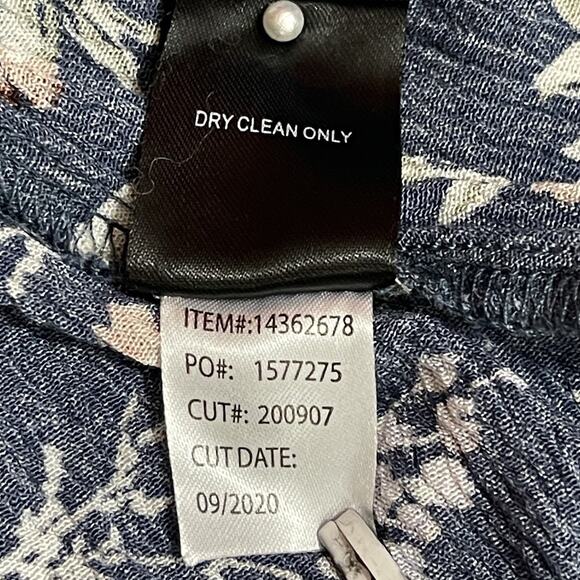 DRY CLEAN ONLY
ITEM#:14362678
PO#: 1577275
CUT#: 200907
CUT DATE:
09/2020